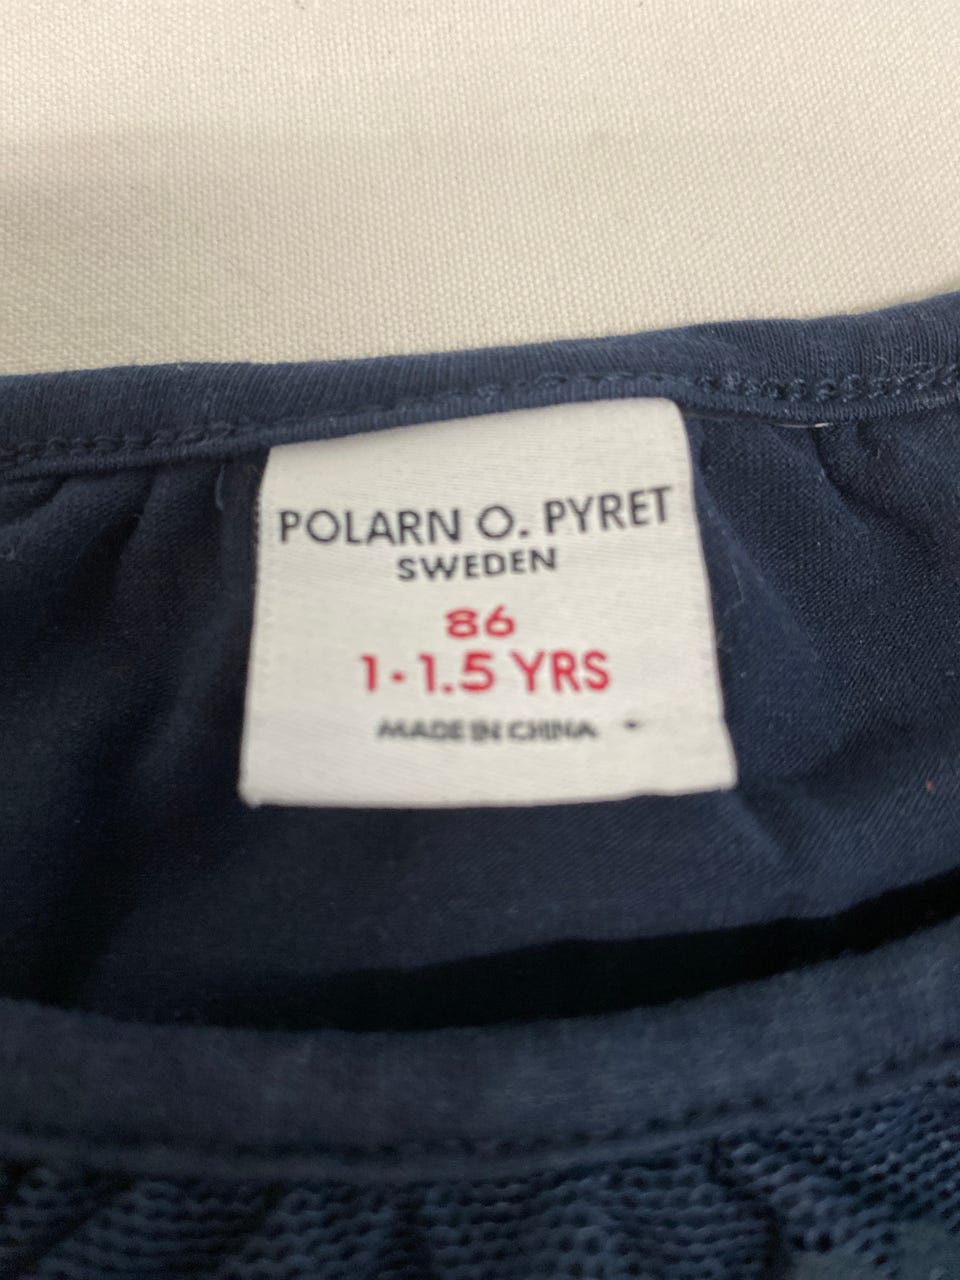 POLARN O. PYRET
SWEDEN
86
1-1.5 YRS
MADE IN CHINA